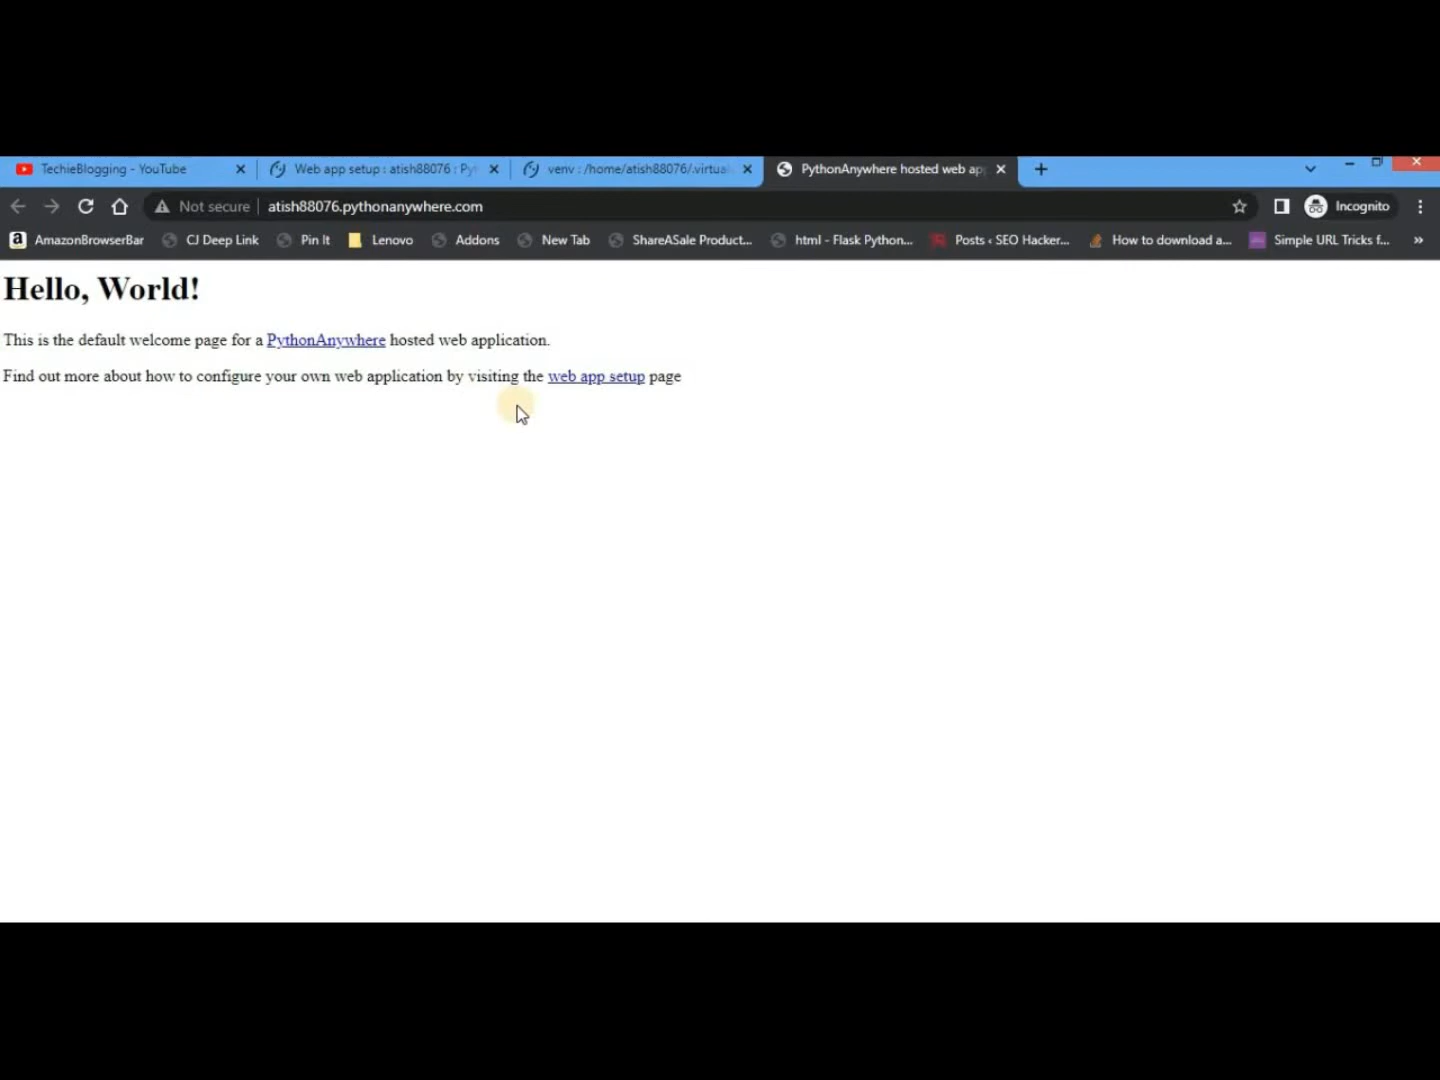 TechieBlogging - YouTube
Web app setup : atish88076 : Pyt
venv : /home/atish88076/.virtual
PythonAnywhere hosted web ap
Not secure
atish88076.pythonanywhere.com
Incognito
AmazonBrowserBar
CJ Deep Link
Pin It
Lenovo
Addons
New Tab
ShareASale Product...
html - Flask Python...
Posts ‹ SEO Hacker...
How to download a...
Simple URL Tricks f...
»
Hello, World!
This is the default welcome page for a PythonAnywhere hosted web application.
Find out more about how to configure your own web application by visiting the web app setup page